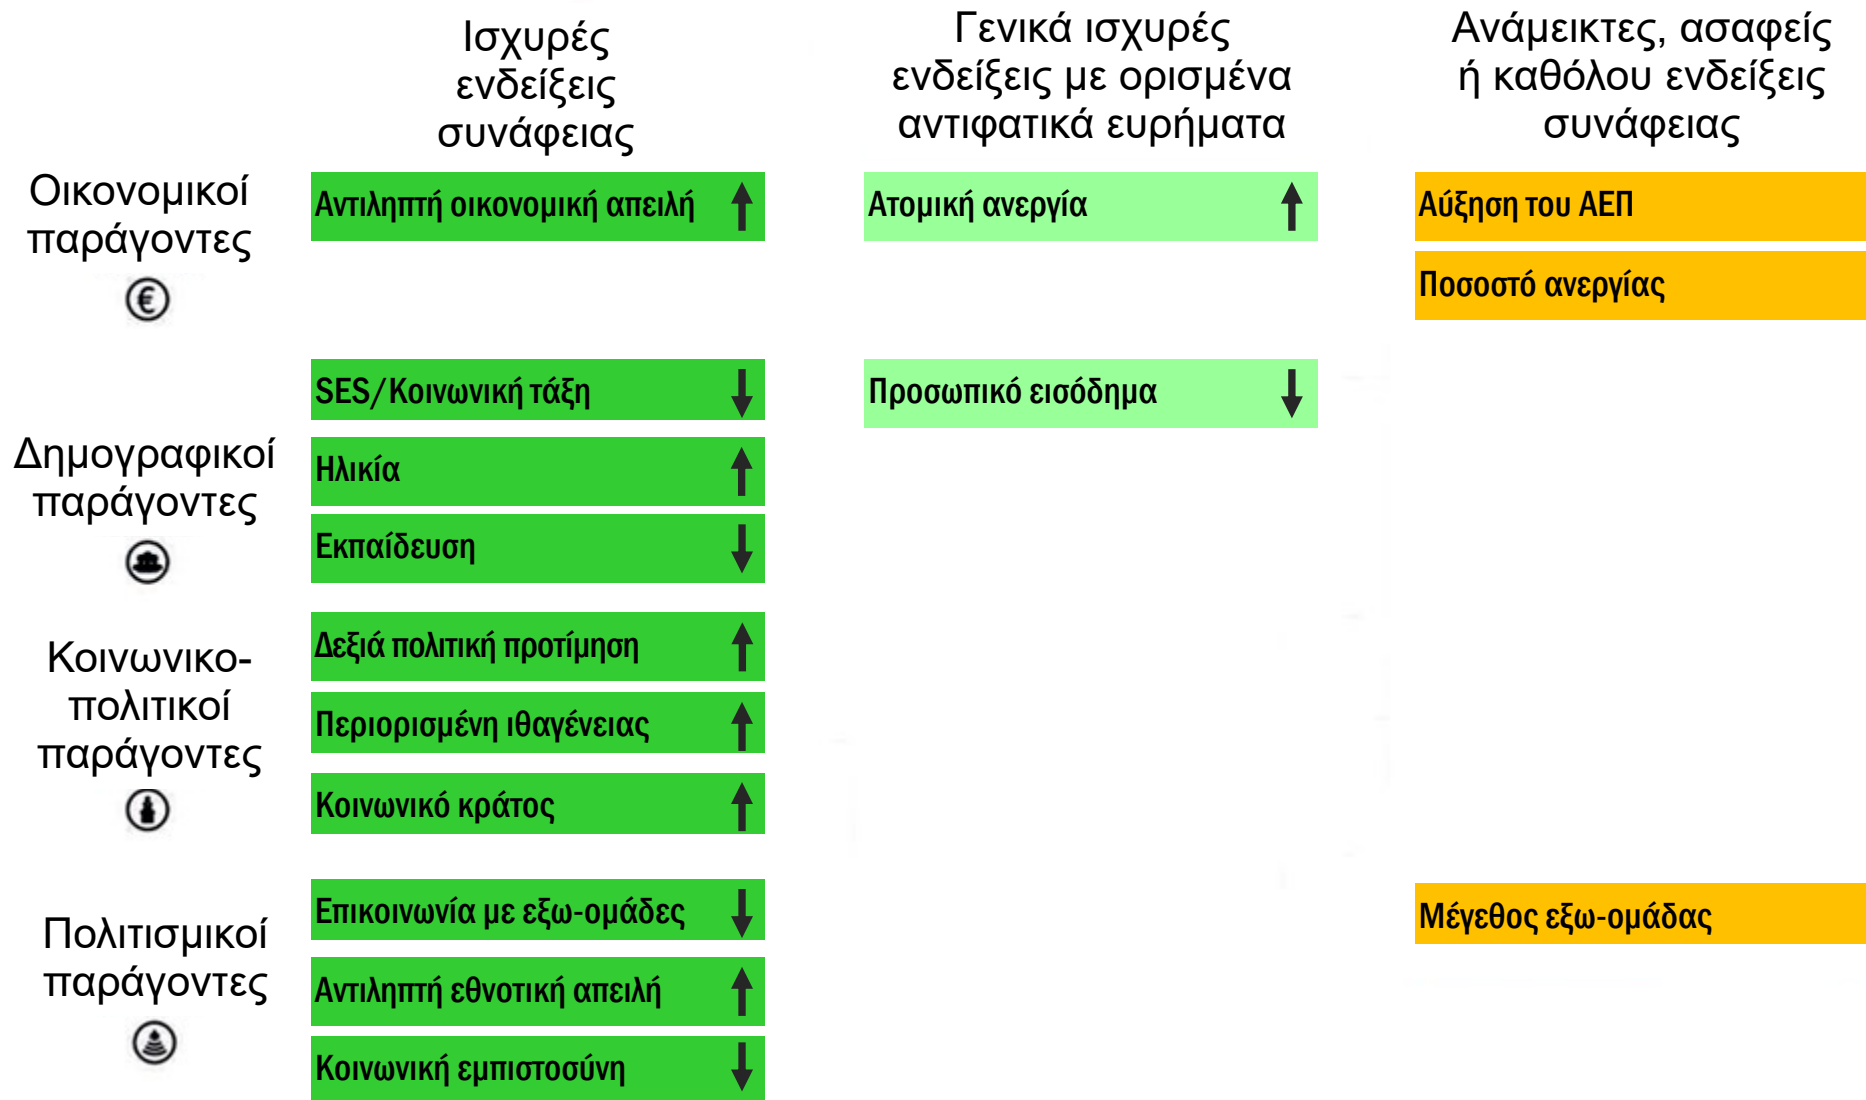 Ισχυρές
ενδείξεις
συνάφειας
Γενικά ισχυρές
ενδείξεις με ορισμένα
αντιφατικά ευρήματα
Ανάμεικτες, ασαφείς
ή καθόλου ενδείξεις
συνάφειας
Οικονομικοί
παράγοντες
Αντιληπτή οικονομική απειλή
Ατομική ανεργία
Αύξηση του ΑΕΠ
Ποσοστό ανεργίας
Δημογραφικοί
παράγοντες
SES/Κοινωνική τάξη
Προσωπικό εισόδημα
Ηλικία
Εκπαίδευση
Κοινωνικο-
πολιτικοί
παράγοντες
Δεξιά πολιτική προτίμηση
Περιορισμένη ιθαγένειας
Κοινωνικό κράτος
Πολιτισμικοί
παράγοντες
Επικοινωνία με εξω-ομάδες
Μέγεθος εξω-ομάδας
Αντιληπτή εθνοτική απειλή
Κοινωνική εμπιστοσύνη